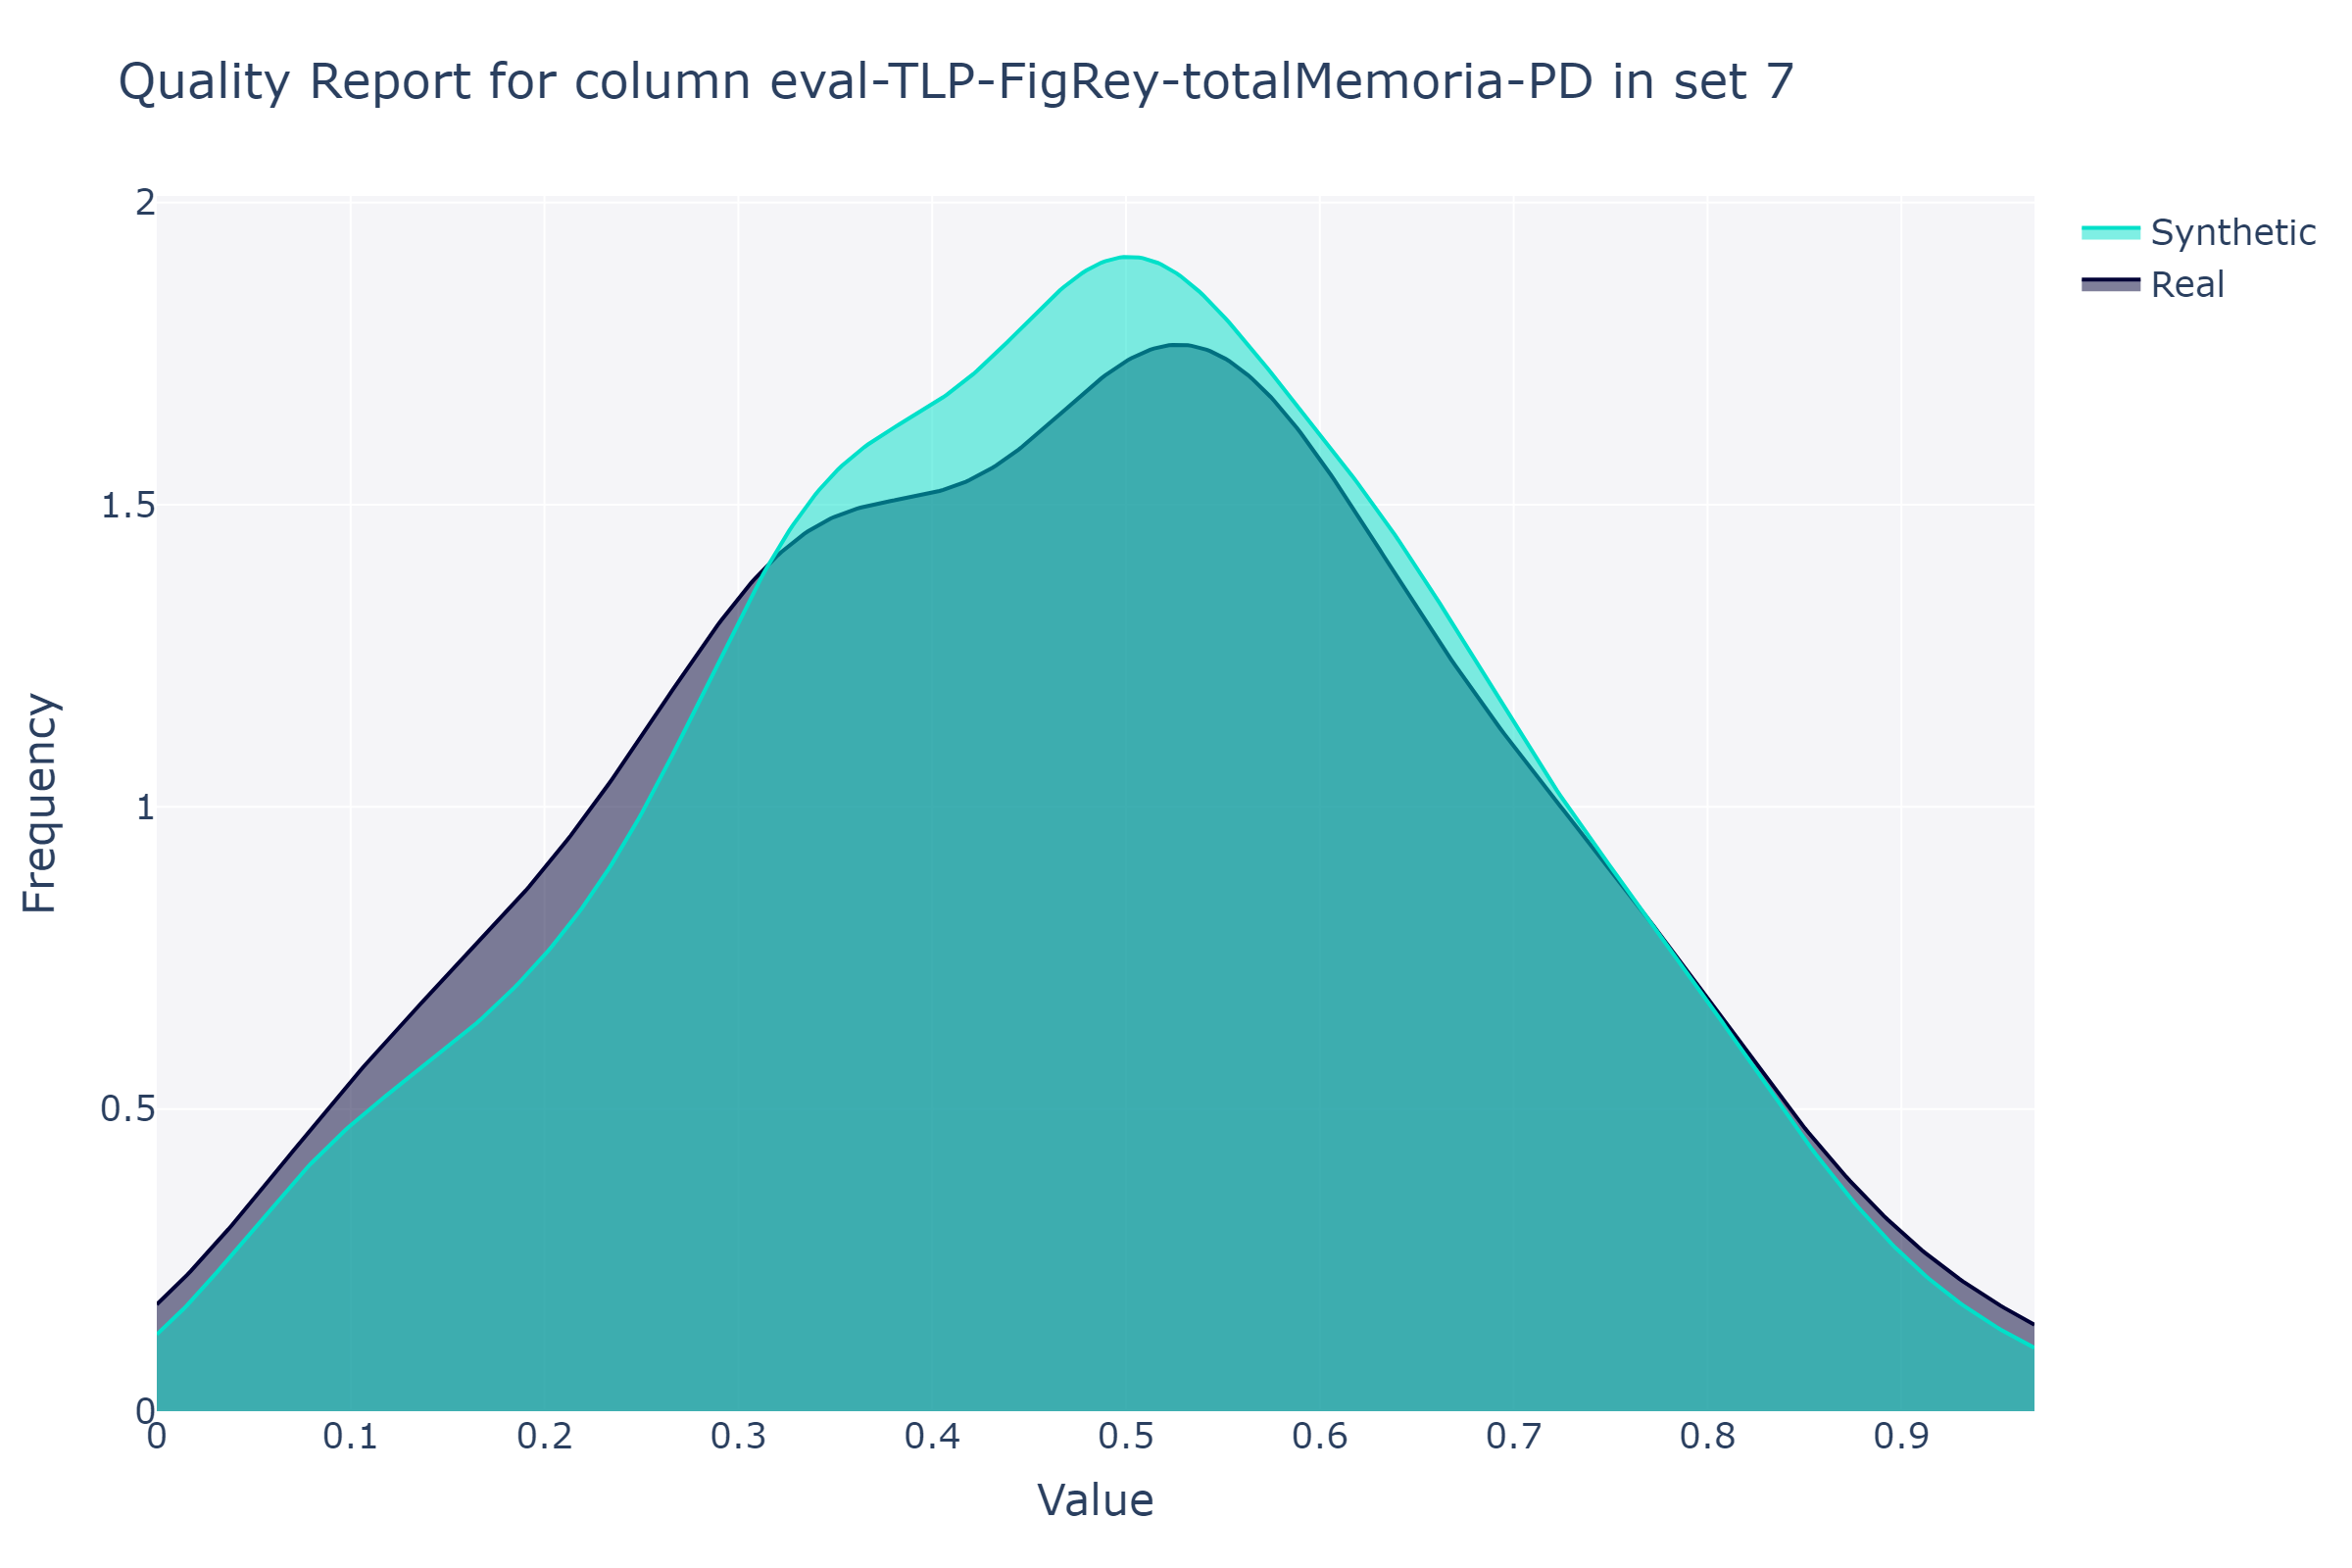 Quality Report for column eval-TLP-FigRey-totalMemoria-PD in set 7
Synthetic
Real
Frequency
2
1.5
1
0.5
0
0 0.1 0.2 0.3 0.4 0.5 0.6 0.7 0.8 0.9
Value